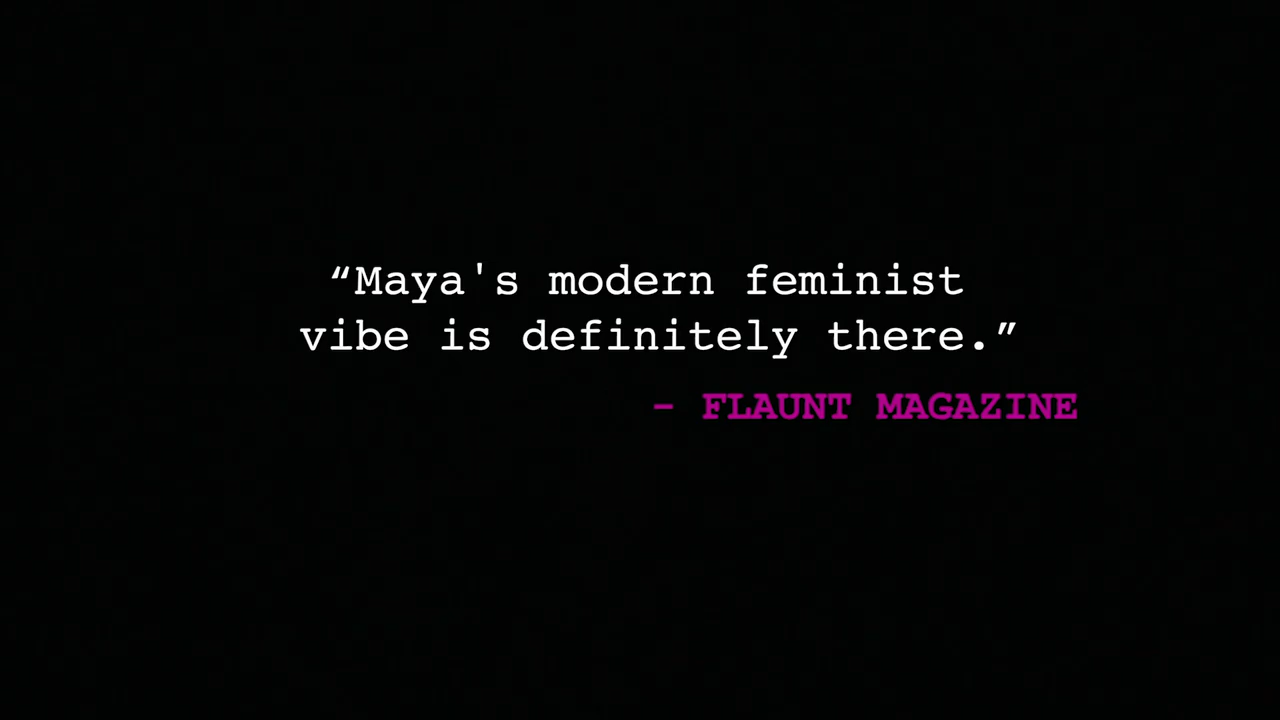 “Maya's modern feminist
vibe is definitely there.”
- FLAUNT MAGAZINE